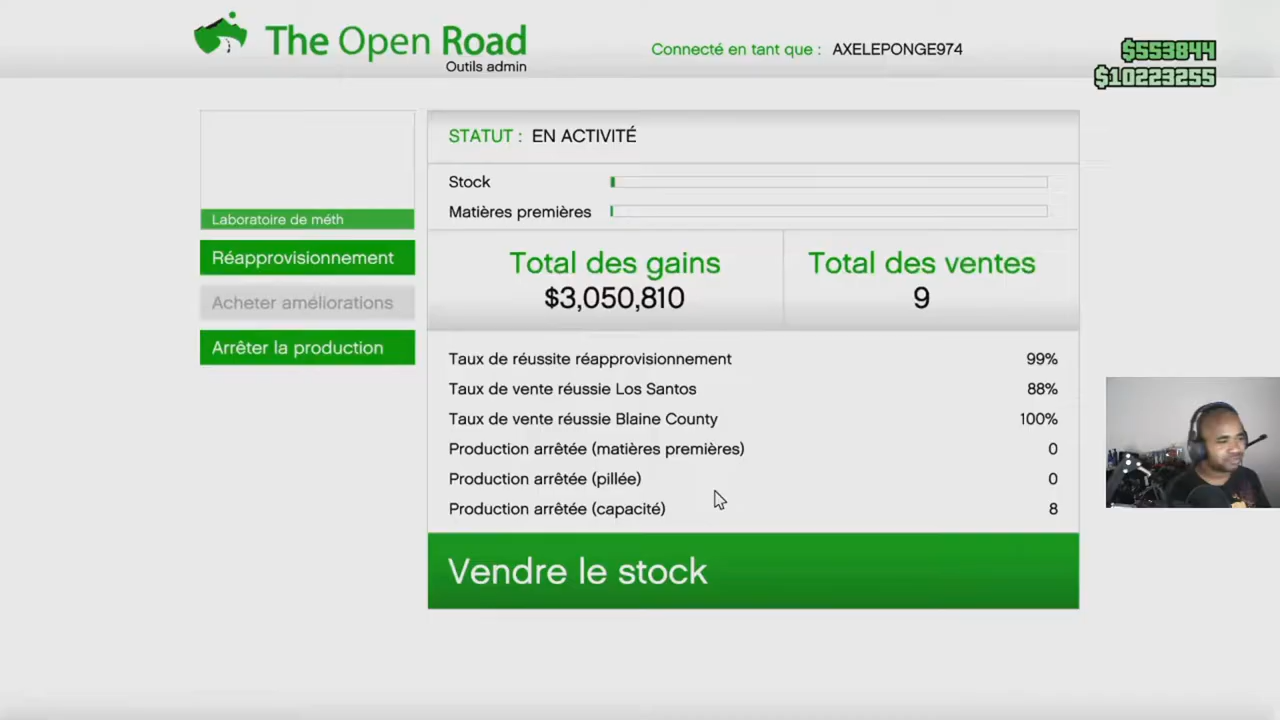 The Open Road
Outils admin
Connecté en tant que : AXELEPONGE974
$553844
$10223255
Laboratoire de méth
Réapprovisionnement
Acheter améliorations
Arrêter la production
STATUT : EN ACTIVITÉ
Stock
Matières premières
Total des gains
$3,050,810
Total des ventes
9
Taux de réussite réapprovisionnement 99%
Taux de vente réussie Los Santos 88%
Taux de vente réussie Blaine County 100%
Production arrêtée (matières premières) 0
Production arrêtée (pillée) 0
Production arrêtée (capacité) 8
Vendre le stock